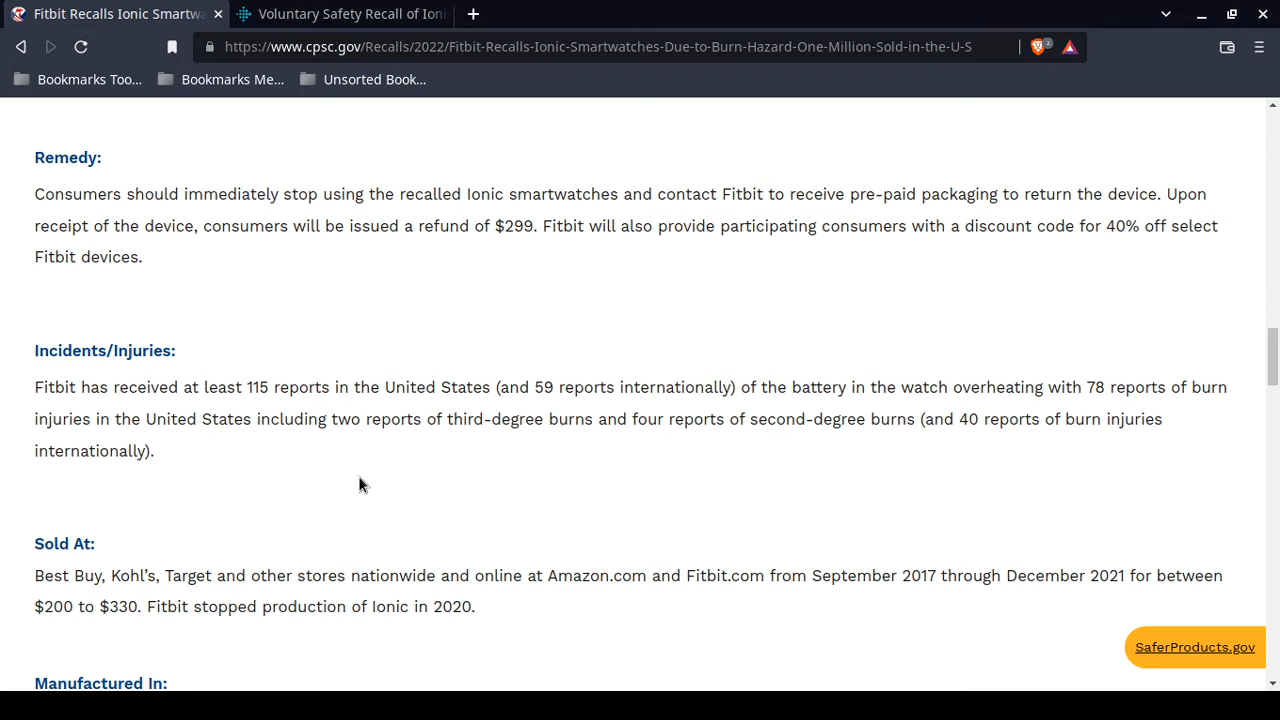 Fitbit Recalls Ionic Smartwa
Voluntary Safety Recall of Ioni
https://www.cpsc.gov/Recalls/2022/Fitbit-Recalls-Ionic-Smartwatches-Due-to-Burn-Hazard-One-Million-Sold-in-the-U-S
2
Bookmarks Too...
Bookmarks Me...
Unsorted Book...
Remedy:
Consumers should immediately stop using the recalled Ionic smartwatches and contact Fitbit to receive pre-paid packaging to return the device. Upon
receipt of the device, consumers will be issued a refund of $299. Fitbit will also provide participating consumers with a discount code for 40% off select
Fitbit devices.
Incidents/Injuries:
Fitbit has received at least 115 reports in the United States (and 59 reports internationally) of the battery in the watch overheating with 78 reports of burn
injuries in the United States including two reports of third-degree burns and four reports of second-degree burns (and 40 reports of burn injuries
internationally).
Sold At:
Best Buy, Kohl’s, Target and other stores nationwide and online at Amazon.com and Fitbit.com from September 2017 through December 2021 for between
$200 to $330. Fitbit stopped production of Ionic in 2020.
SaferProducts.gov
Manufactured In: